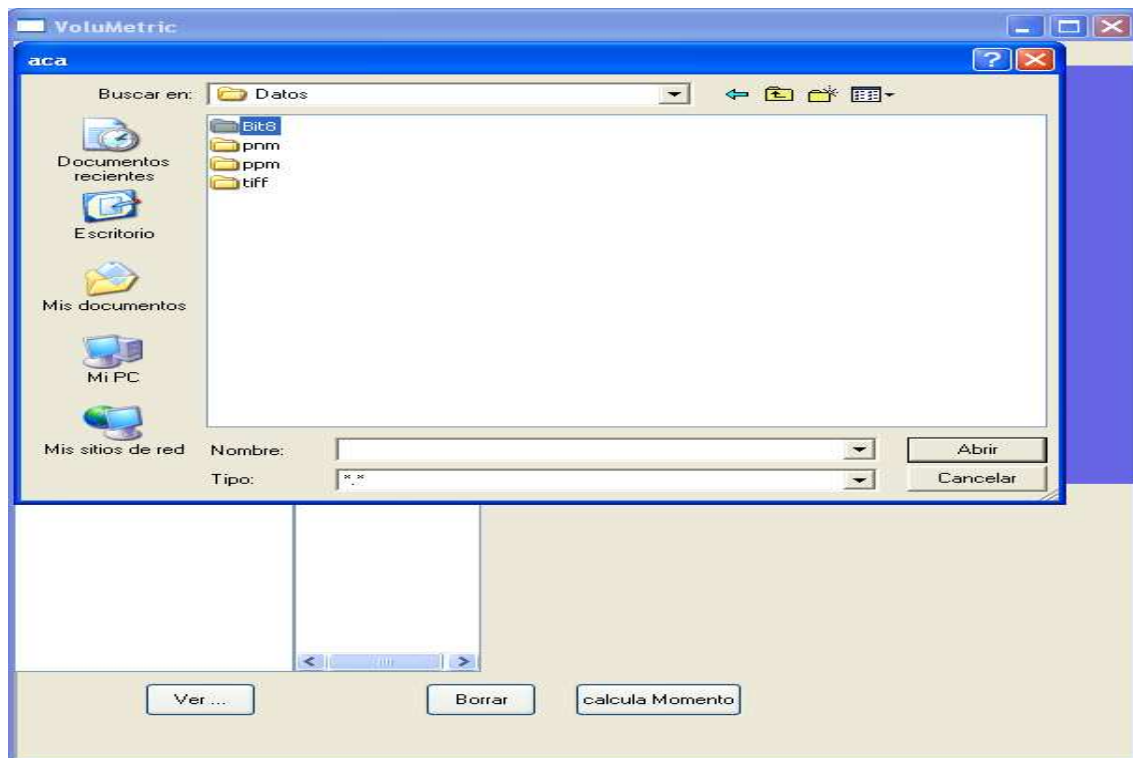 VoluMetric
aca
Buscar en:
Datos
Bit8
pnm
ppm
tiff
Documentos
recientes
Escritorio
Mis documentos
Mi PC
Mis sitios de red
Nombre:
Abrir
Tipo:
*.*
Cancelar
Ver ...
Borrar
calcula Momento